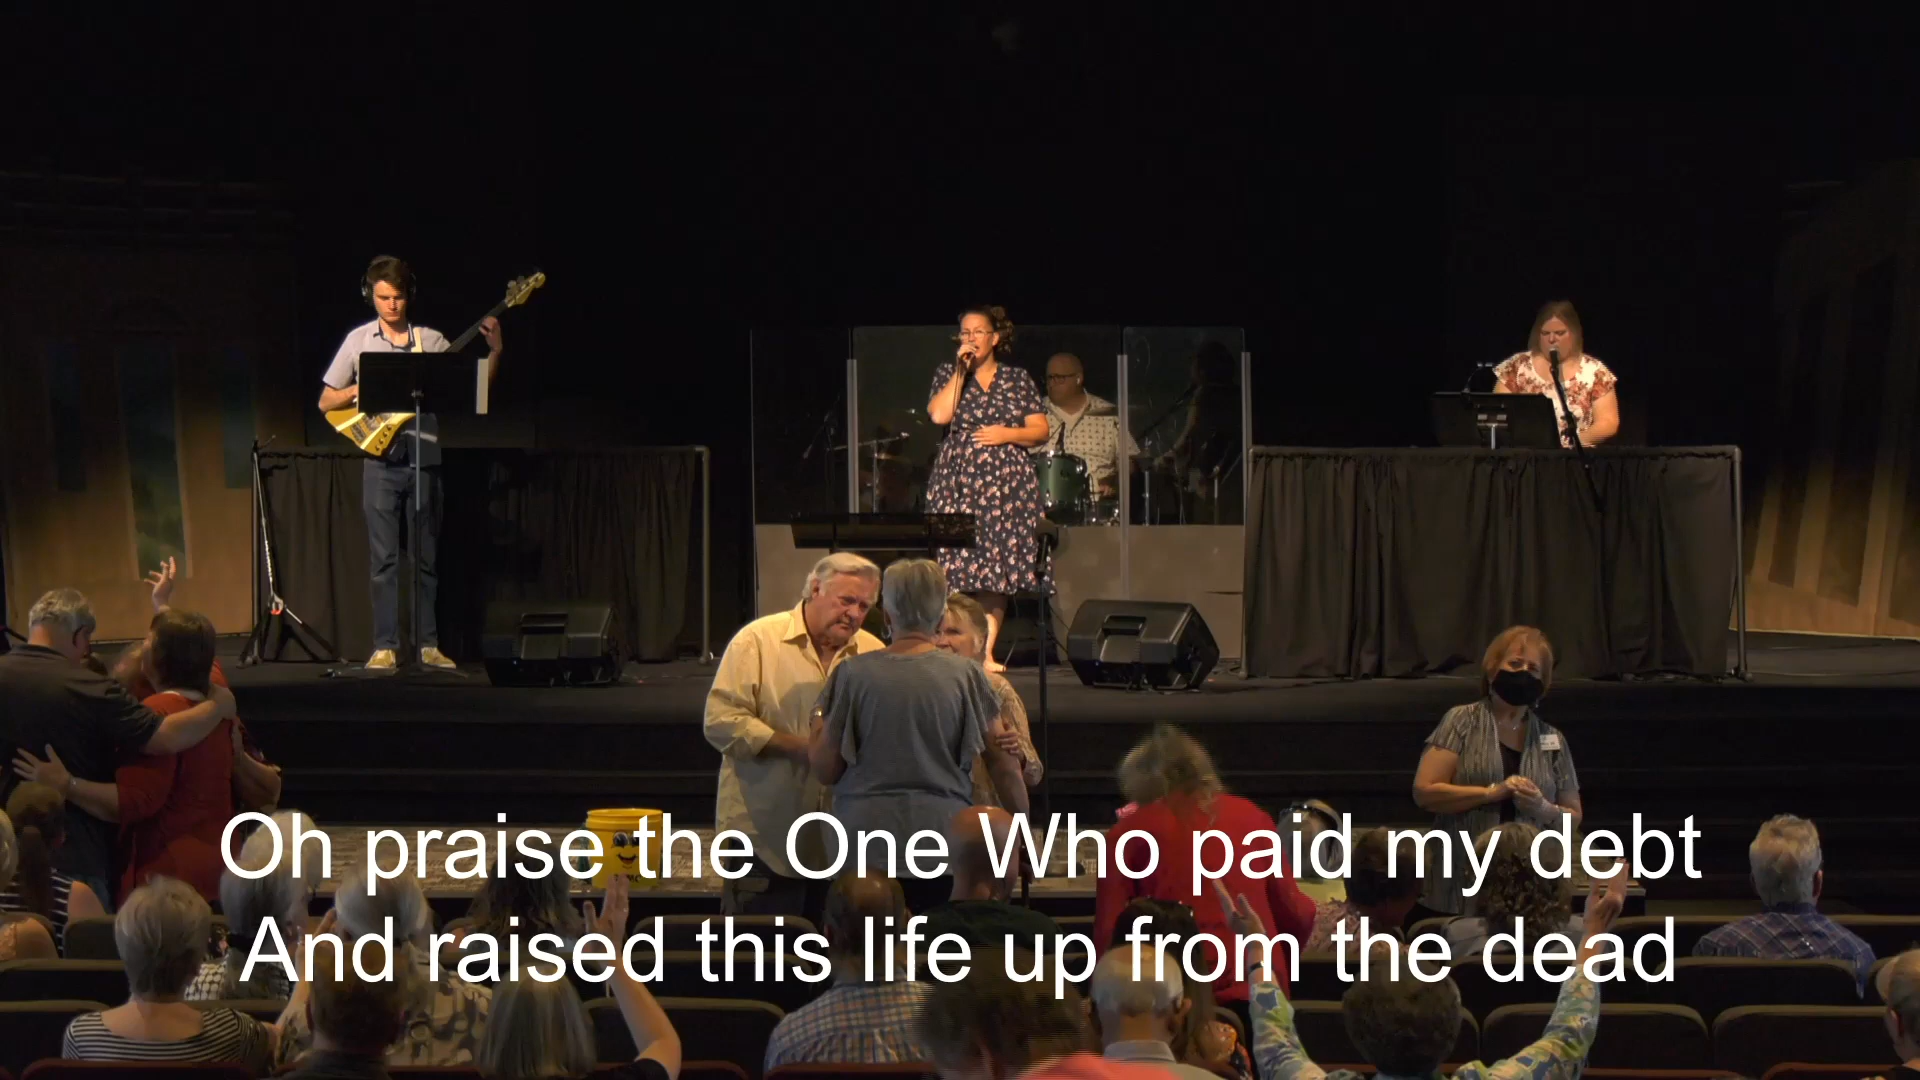 Oh praise the One Who paid my debt
And raised this life up from the dead